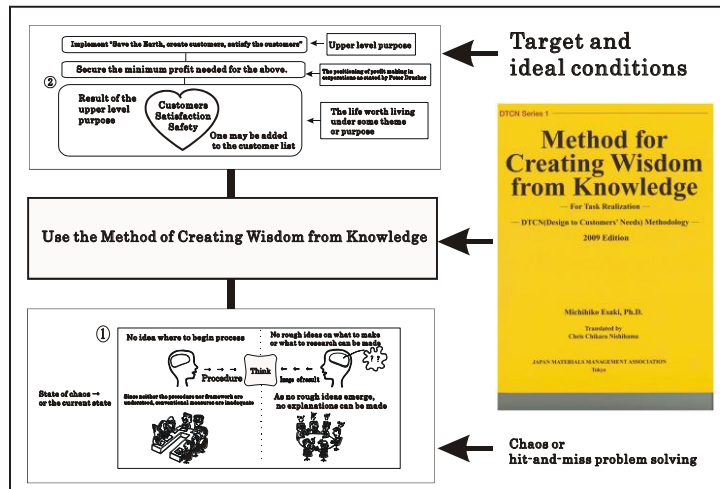 Implement "Save the Earth, create customers, satisfy the customers"
Upper level purpose
Secure the minimum profit needed for the above.
The positioning of profit making in
corporations as stated by Peter Drucker
②
Result of the
upper level
purpose
Customers
Satisfaction
Safety
One may be added
to the customer list
The life worth living
under some theme
or purpose
Target and
ideal conditions
Use the Method of Creating Wisdom from Knowledge
DTCN Series 1
Method for
Creating Wisdom
from Knowledge
— For Task Realization —
— DTCN(Design to Customers' Needs) Methodology —
2009 Edition
Michihiko Esaki, Ph.D.
Translated by
Chris Chikara Nishihama
JAPAN MATERIALS MANAGEMENT ASSOCIATION
Tokyo
①
No idea where to begin process
No rough ideas on what to make
or what to research can be made
? ?
Think
Procedure
Image of result
State of chaos →
or the current state
Since neither the procedure nor framework are
understood, conventional measures are inadequate
As no rough ideas emerge,
no explanations can be made
Chaos or
hit-and-miss problem solving